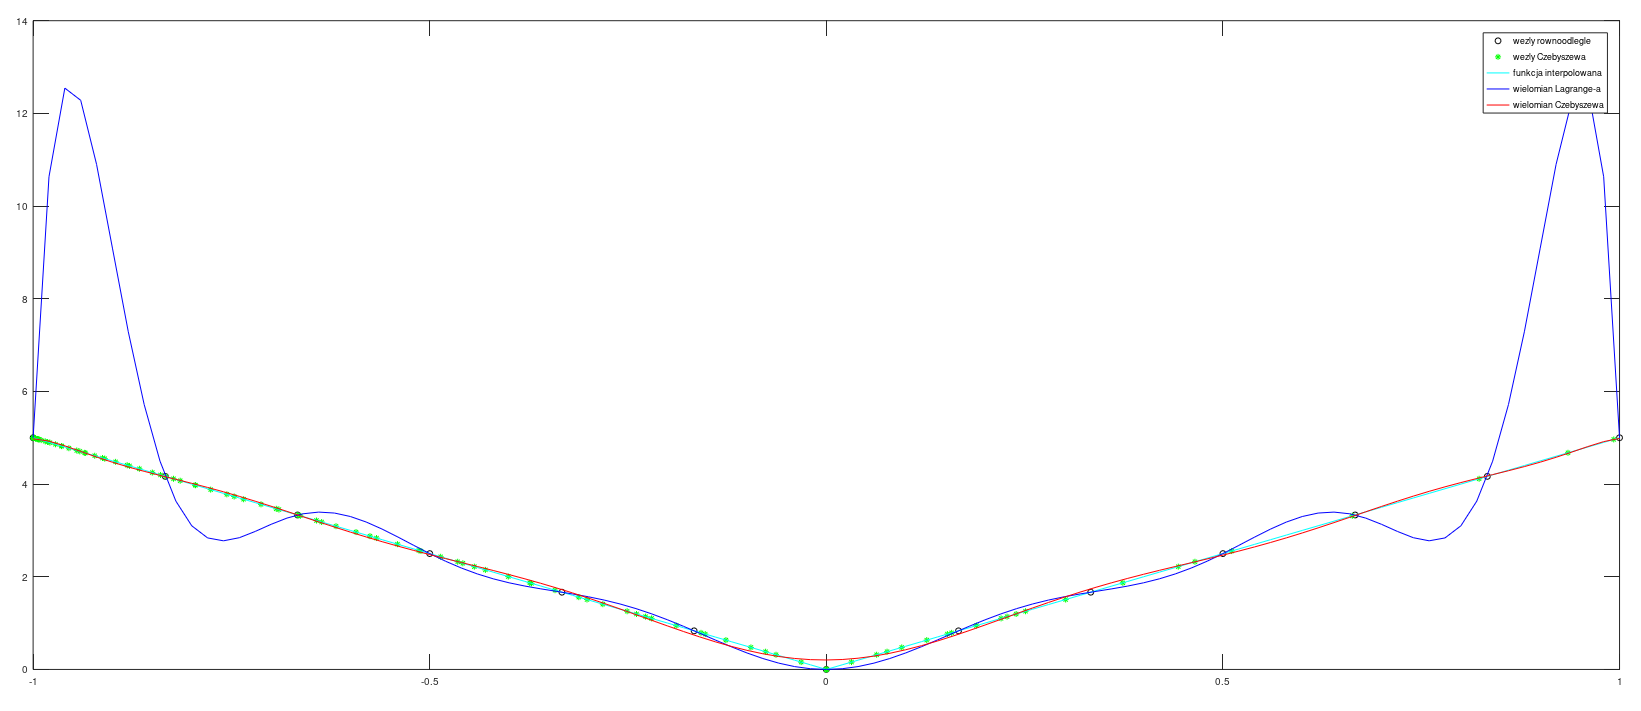 14
12
10
8
6
4
2
0
-1
-0.5
0
0.5
1
wezly rownoodlegle
wezly Czebyszewa
funkcja interpolowana
wielomian Lagrange-a
wielomian Czebyszewa